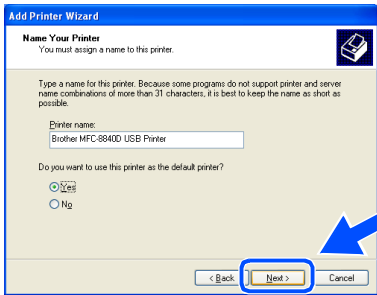 Add Printer Wizard
Name Your Printer
You must assign a name to this printer.
Type a name for this printer. Because some programs do not support printer and server
name combinations of more than 31 characters, it is best to keep the name as short as
possible.
Printer name:
Brother MFC-8840D USB Printer
Do you want to use this printer as the default printer?
Yes
No
< Back
Next >
Cancel